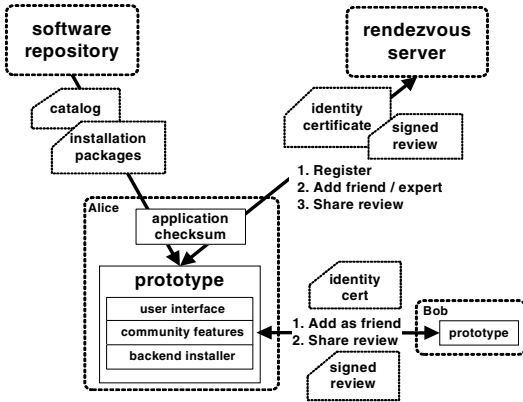 software
repository
rendezvous
server
catalog
installation
packages
identity
certificate
signed
review
1. Register
2. Add friend / expert
3. Share review
Alice
application
checksum
prototype
user interface
community features
backend installer
identity
cert
1. Add as friend
2. Share review
signed
review
Bob
prototype